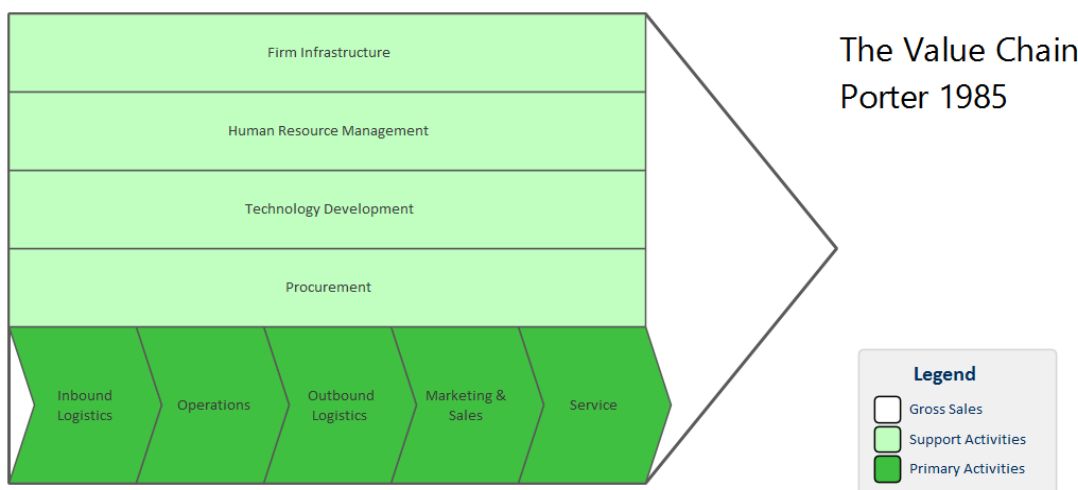 The Value Chain
Porter 1985
Firm Infrastructure
Human Resource Management
Technology Development
Procurement
Inbound
Logistics
Operations
Outbound
Logistics
Marketing &
Sales
Service
Legend
Gross Sales
Support Activities
Primary Activities